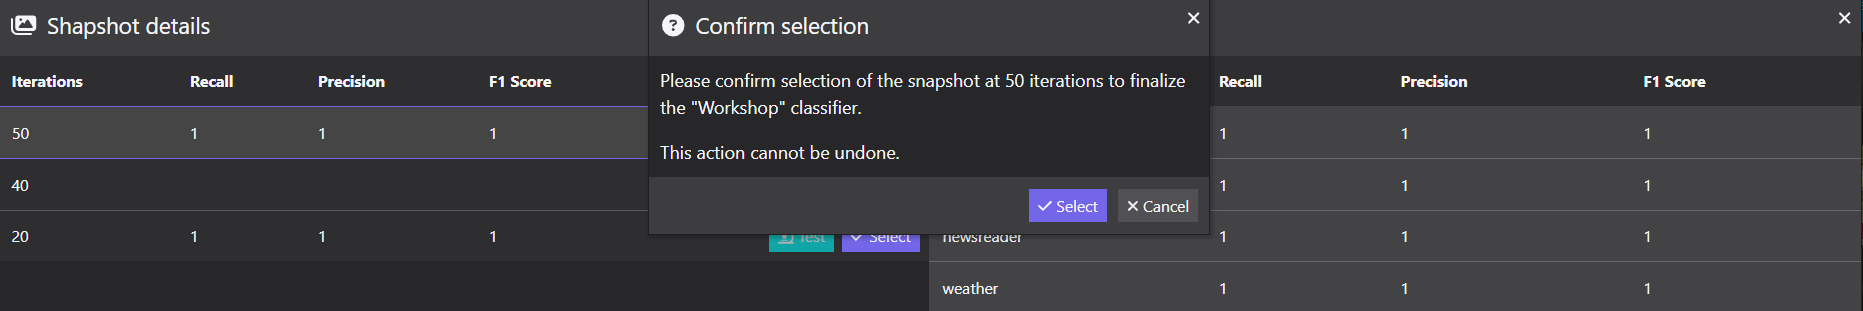 Shapshot details
Confirm selection
Iterations Recall Precision F1 Score
Please confirm selection of the snapshot at 50 iterations to finalize
the "Workshop" classifier.
This action cannot be undone.
Select Cancel
50 1 1 1
40
20 1 1 1 Test Select
Recall Precision F1 Score
1 1 1
1 1 1
newsreader 1 1 1
weather 1 1 1